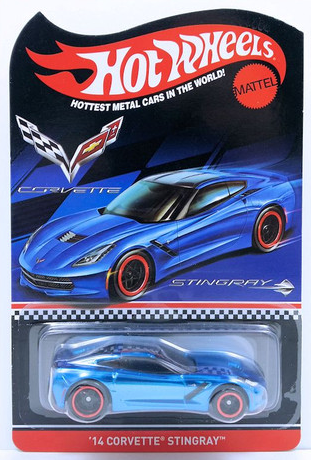 HOT WHEELS
HOTTEST METAL CARS IN THE WORLD!
MATTEL
CORVETTE
STINGRAY
'14 CORVETTE® STINGRAY™